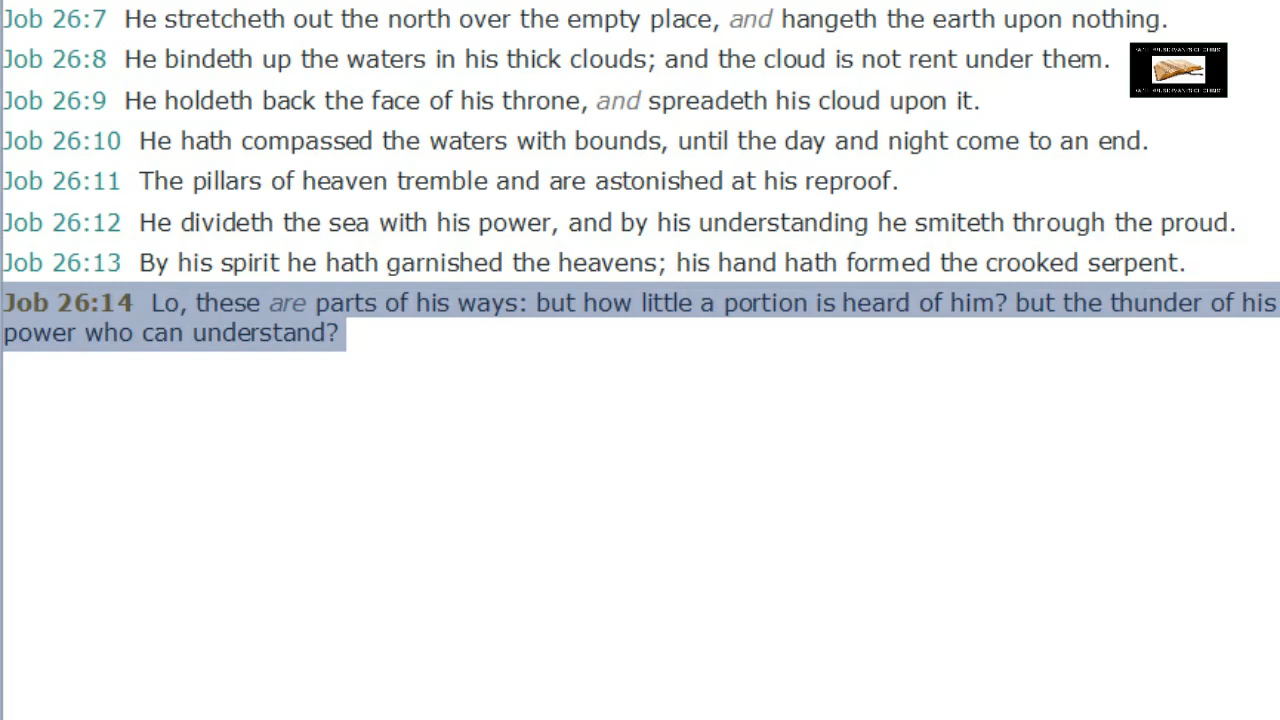 Job 26:7 He stretcheth out the north over the empty place, and hangeth the earth upon nothing.
Job 26:8 He bindeth up the waters in his thick clouds; and the cloud is not rent under them.
Job 26:9 He holdeth back the face of his throne, and spreadeth his cloud upon it.
Job 26:10 He hath compassed the waters with bounds, until the day and night come to an end.
Job 26:11 The pillars of heaven tremble and are astonished at his reproof.
Job 26:12 He divideth the sea with his power, and by his understanding he smiteth through the proud.
Job 26:13 By his spirit he hath garnished the heavens; his hand hath formed the crooked serpent.
Job 26:14 Lo, these are parts of his ways: but how little a portion is heard of him? but the thunder of his
power who can understand?